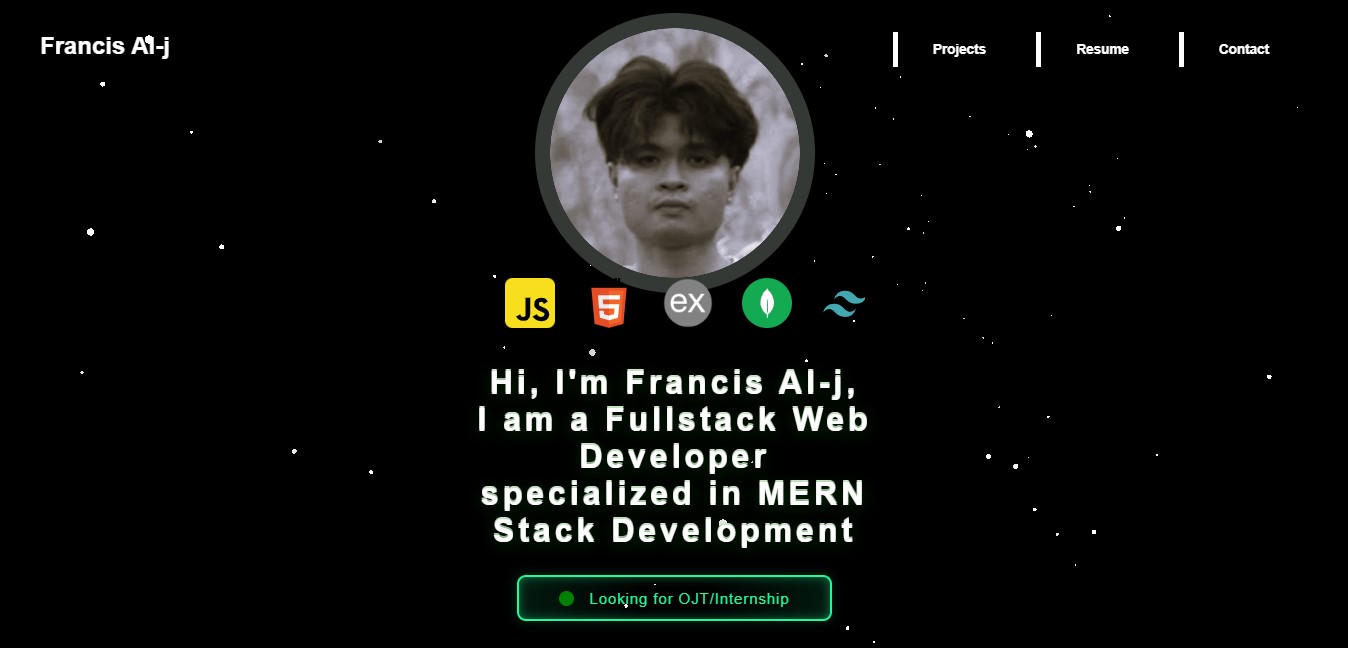 Francis Al-j
Projects
Resume
Contact
JS
5
ex
Hi, I'm Francis Al-j,
I am a Fullstack Web
Developer
specialized in MERN
Stack Development
Looking for OJT/Internship